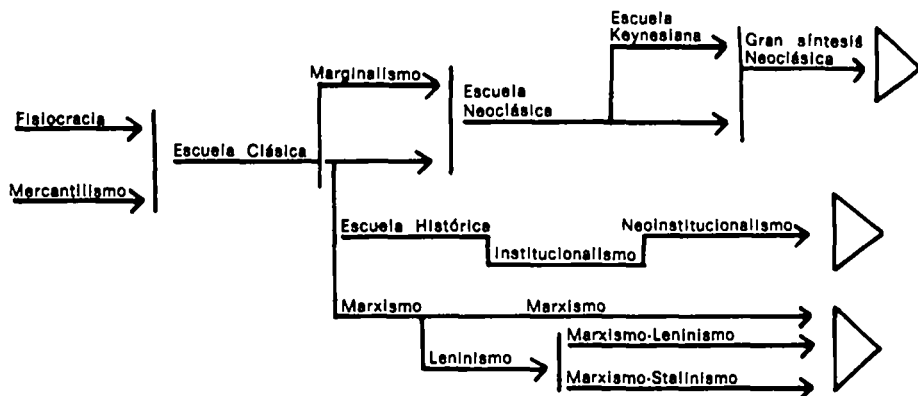 Escuela
Keynesiana
Gran síntesis
Neoclásica
Marginalismo
Escuela
Neoclásica
Fisiocracia
Escuela Clásica
Mercantilismo
Escuela Histórica
Institucionalismo
Neoinstitucionalismo
Marxismo
Marxismo
Leninismo
Marxismo-Leninismo
Marxismo-Stalinismo